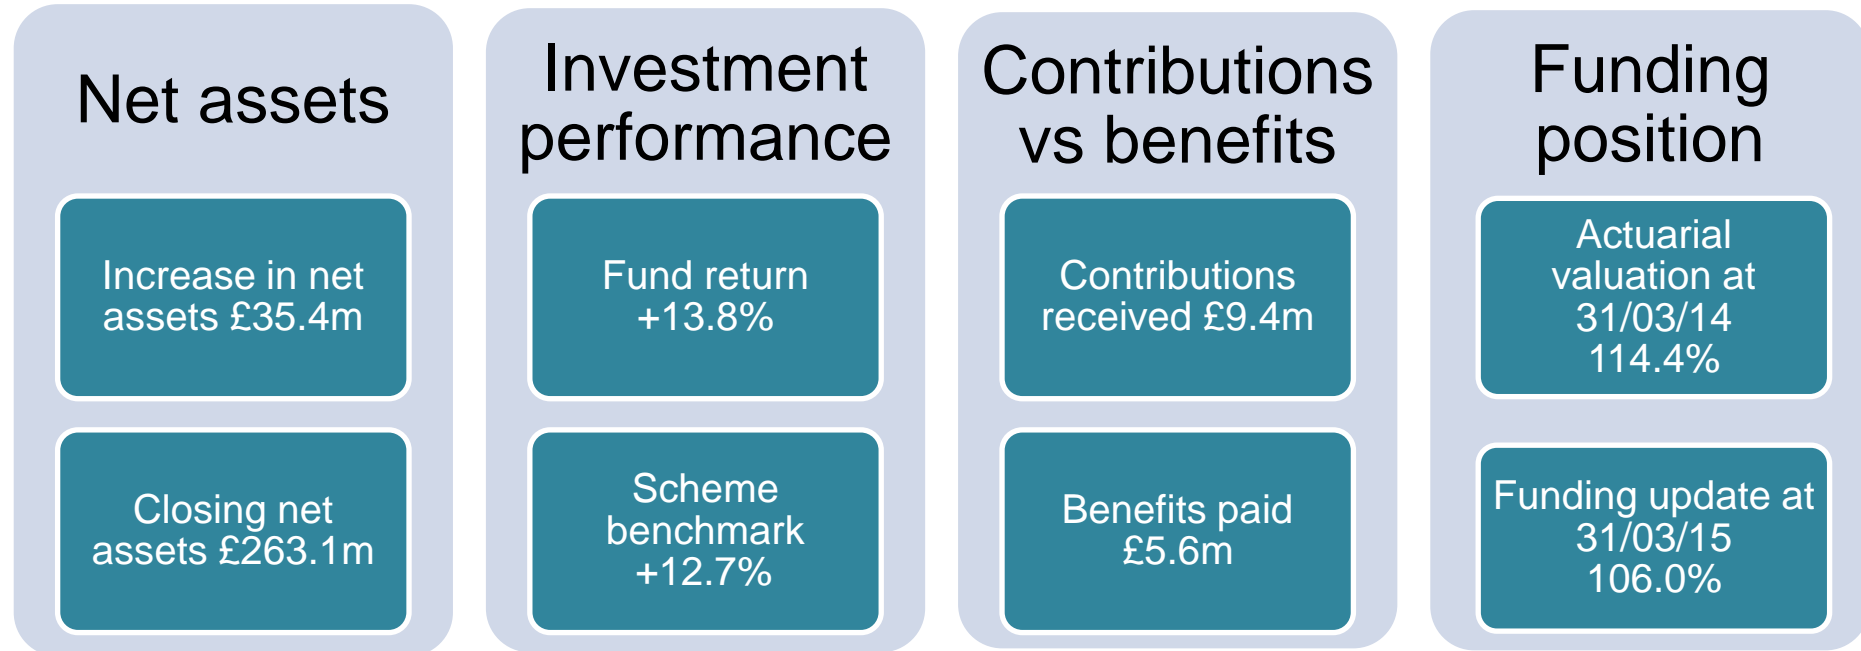 Net assets
Increase in net
assets £35.4m
Closing net
assets £263.1m
Investment
performance
Fund return
+13.8%
Scheme
benchmark
+12.7%
Contributions
vs benefits
Contributions
received £9.4m
Benefits paid
£5.6m
Funding
position
Actuarial
valuation at
31/03/14
114.4%
Funding update at
31/03/15
106.0%